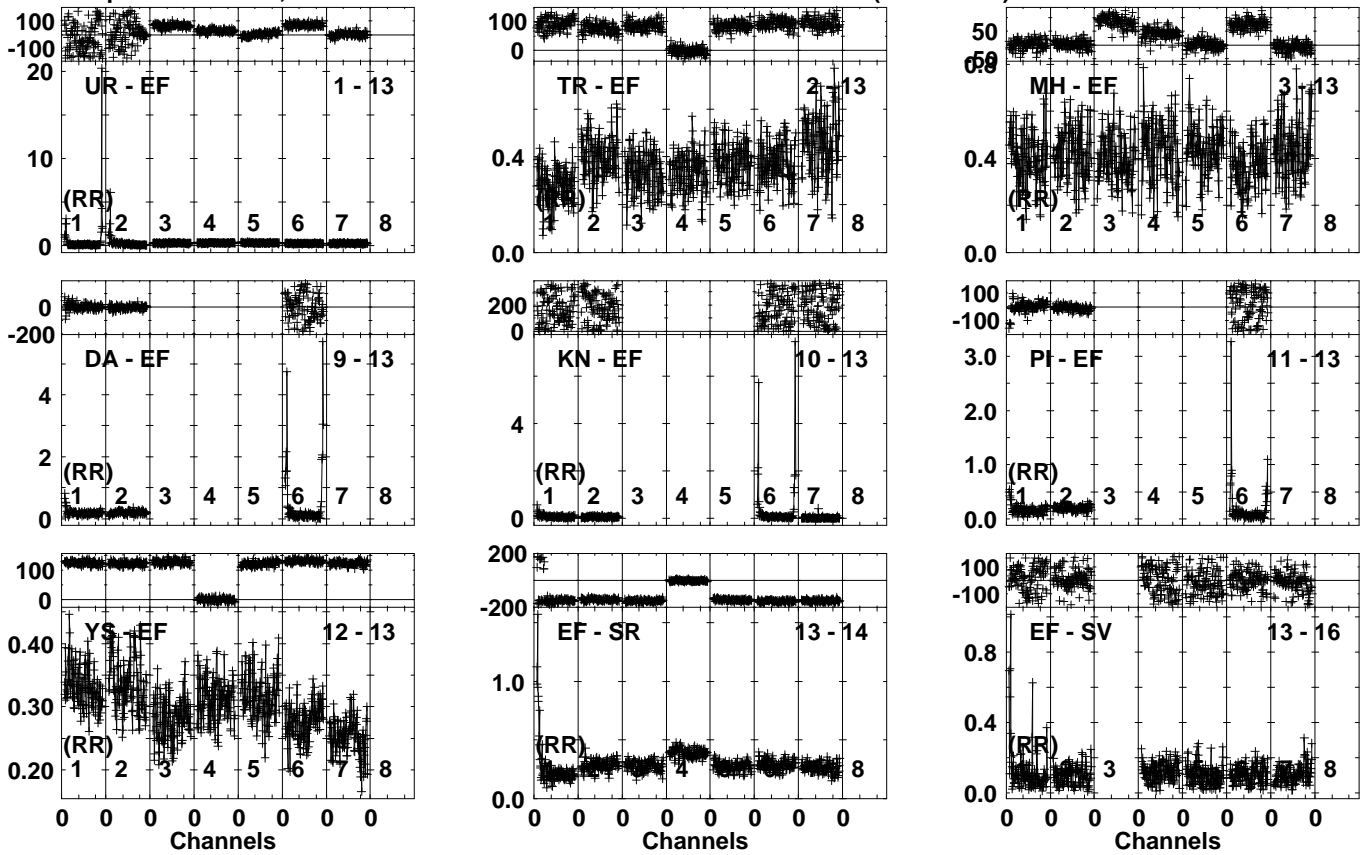 100
-100
20
10
0
UR - EF 1 - 13
(RR)
1 2 3 4 5 6 7 8
100
0
0.4
0.0
TR - EF 2 - 13
1 2 3 4 5 6 7 8
50
-50
0.8
0.4
0.0
MH - EF 3 - 13
(RR)
1 2 3 4 5 6 7 8
0
-200
4
2
0
DA - EF 9 - 13
(RR)
1 2 3 4 5 6 7 8
200
0
4
0
KN - EF 10 - 13
(RR)
1 2 3 4 5 6 7 8
100
-100
3.0
2.0
1.0
0.0
PI - EF 11 - 13
(RR)
1 2 3 4 5 6 7 8
100
0
0.40
0.30
0.20
YS - EF 12 - 13
(RR)
1 2 3 4 5 6 7 8
0 0 0 0 0 0 0 0
Channels
200
-200
1.0
0.0
EF - SR 13 - 14
(RR)
4 8
0 0 0 0 0 0 0 0
Channels
100
-100
0.8
0.4
0.0
EF - SV 13 - 16
(RR)
3 8
0 0 0 0 0 0 0 0
Channels